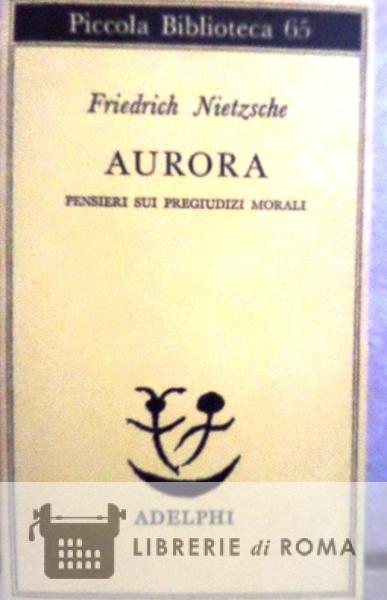 Piccola Biblioteca 65
Friedrich Nietzsche
AURORA
PENSIERI SUI PREGIUDIZI MORALI
ADELPHI
LIBRERIE di ROMA